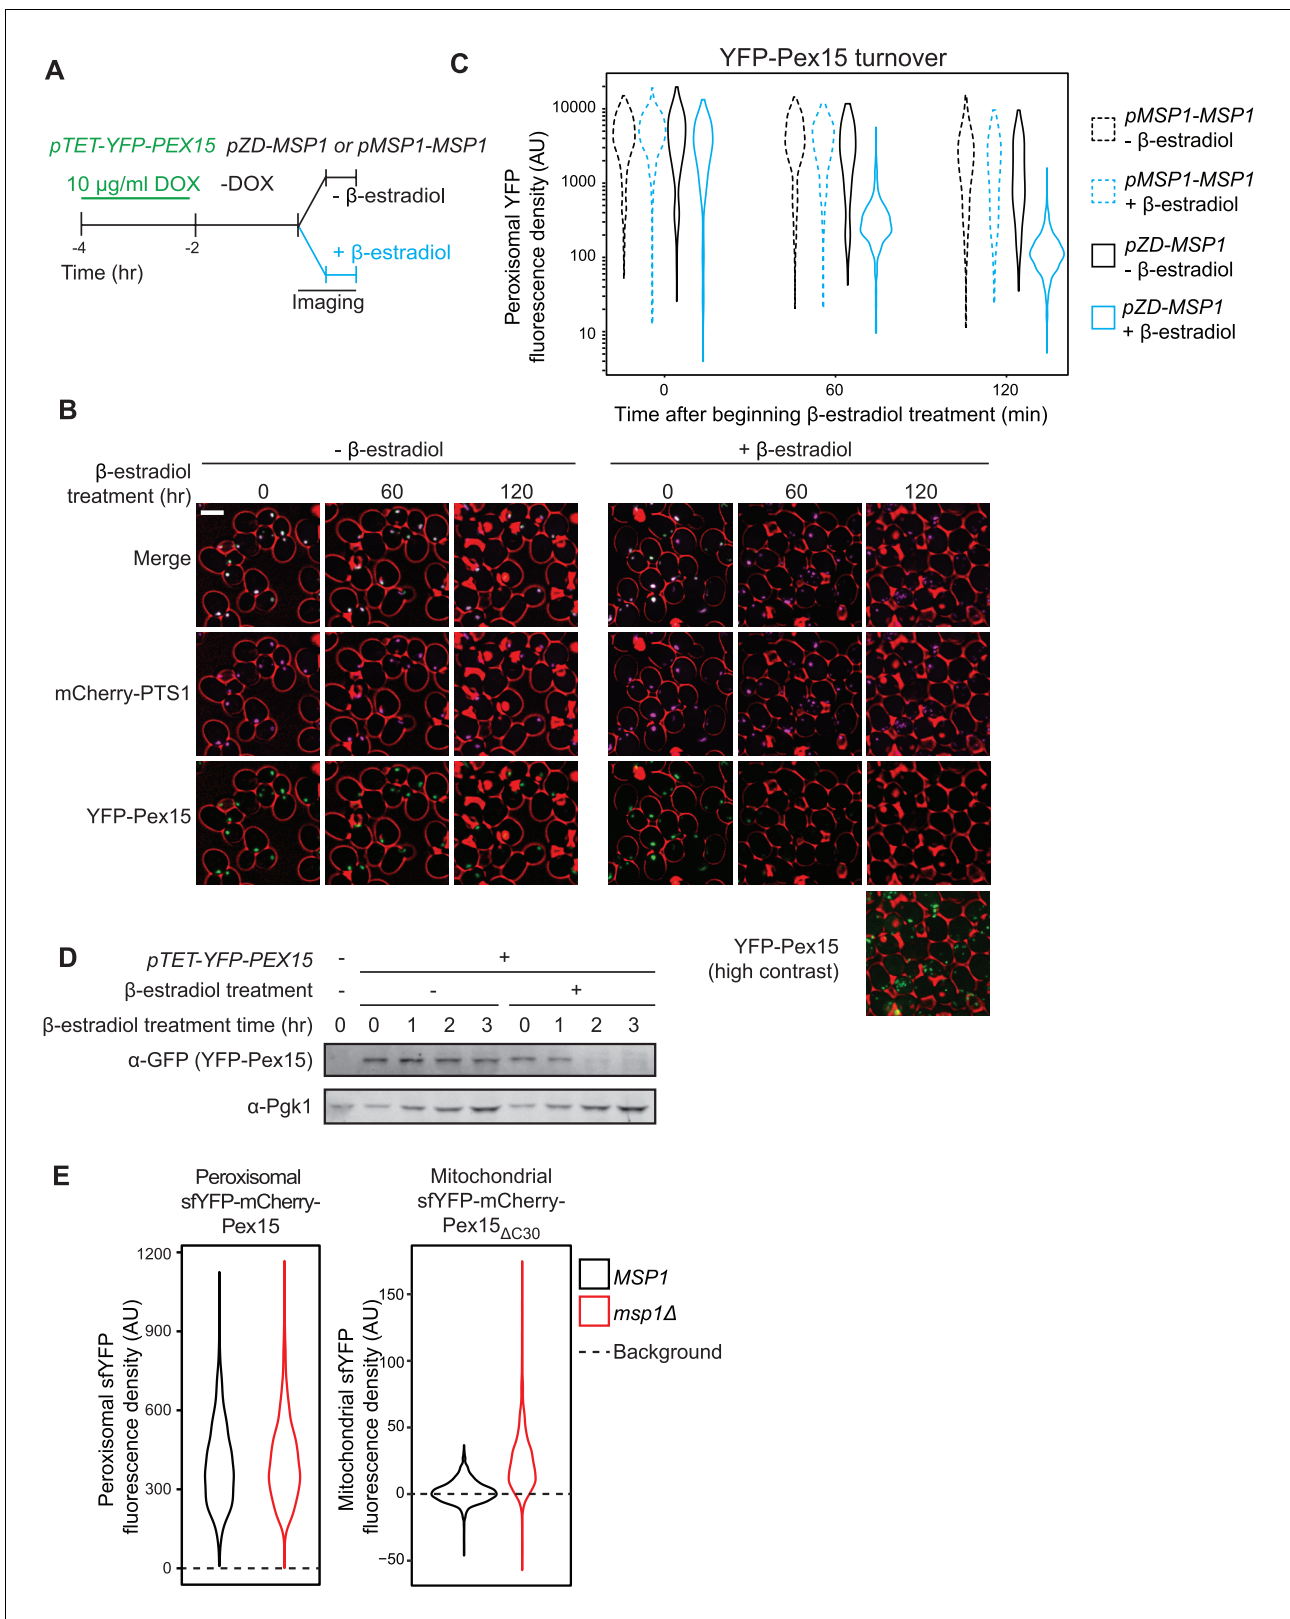 A
pTET-YFP-PEX15 pZD-MSP1 or pMSP1-MSP1
10 µg/ml DOX -DOX
- β-estradiol
+ β-estradiol
-4 -2
Time (hr)
Imaging
C
YFP-Pex15 turnover
Peroxisomal YFP
fluorescence density (AU)
10000
1000
100
10
0 60 120
Time after beginning β-estradiol treatment (min)
pMSP1-MSP1
- β-estradiol
pMSP1-MSP1
+ β-estradiol
pZD-MSP1
- β-estradiol
pZD-MSP1
+ β-estradiol
B
- β-estradiol + β-estradiol
β-estradiol
treatment (hr)
0 60 120 0 60 120
Merge
mCherry-PTS1
YFP-Pex15
YFP-Pex15
(high contrast)
D
pTET-YFP-PEX15 - +
β-estradiol treatment - - +
β-estradiol treatment time (hr) 0 0 1 2 3 0 1 2 3
α-GFP (YFP-Pex15)
α-Pgk1
E
Peroxisomal
sfYFP-mCherry-
Pex15
Peroxisomal sfYFP
fluorescence density (AU)
1200
900
600
300
0
Mitochondrial
sfYFP-mCherry-
Pex15ΔC30
Mitochondrial sfYFP
fluorescence density (AU)
150
100
50
0
−50
MSP1
msp1Δ
Background